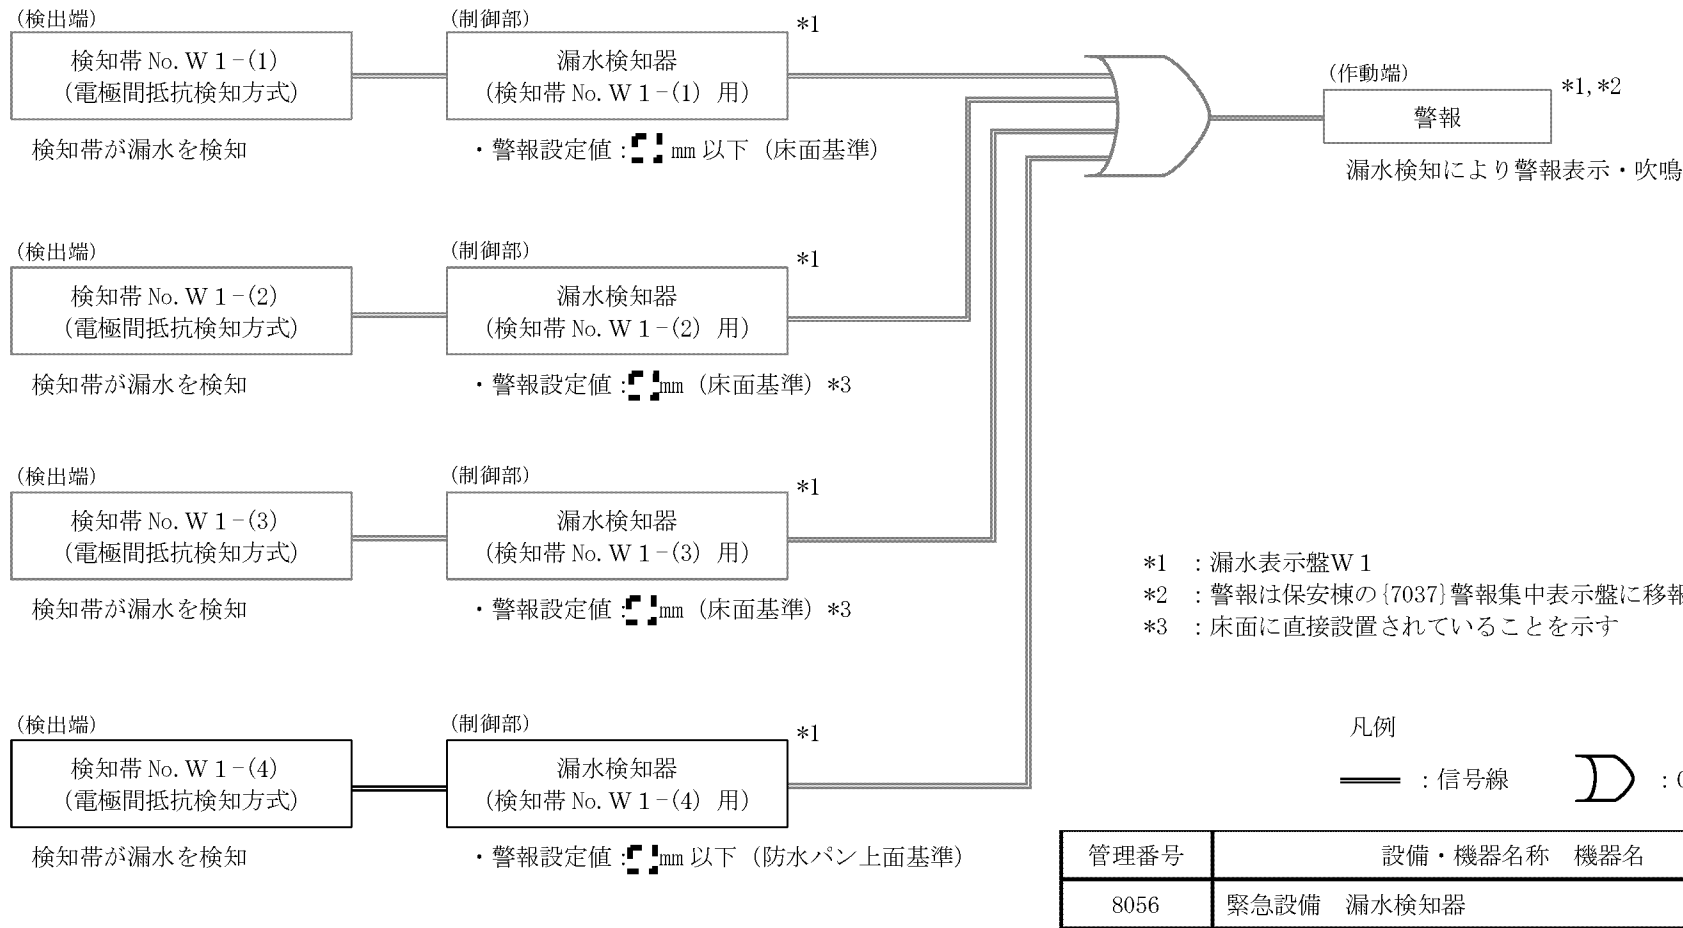 (検出端)
(制御部)
*1
検知帯 No. W 1-(1)
(電極間抵抗検知方式)
漏水検知器
(検知帯 No. W 1-(1) 用)
検知帯が漏水を検知
・警報設定値: mm 以下 (床面基準)
(作動端)
*1, *2
警報
漏水検知により警報表示・吹鳴
(検出端)
(制御部)
*1
検知帯 No. W 1-(2)
(電極間抵抗検知方式)
漏水検知器
(検知帯 No. W 1-(2) 用)
検知帯が漏水を検知
・警報設定値: mm (床面基準) *3
(検出端)
(制御部)
*1
検知帯 No. W 1-(3)
(電極間抵抗検知方式)
漏水検知器
(検知帯 No. W 1-(3) 用)
検知帯が漏水を検知
・警報設定値: mm (床面基準) *3
*1 :漏水表示盤W 1
*2 :警報は保安棟の{7037}警報集中表示盤に移報
*3 :床面に直接設置されていることを示す
(検出端)
(制御部)
*1
検知帯 No. W 1-(4)
(電極間抵抗検知方式)
漏水検知器
(検知帯 No. W 1-(4) 用)
検知帯が漏水を検知
・警報設定値: mm 以下 (防水パン上面基準)
凡例
:信号線
管理番号
設備・機器名称 機器名
8056
緊急設備 漏水検知器